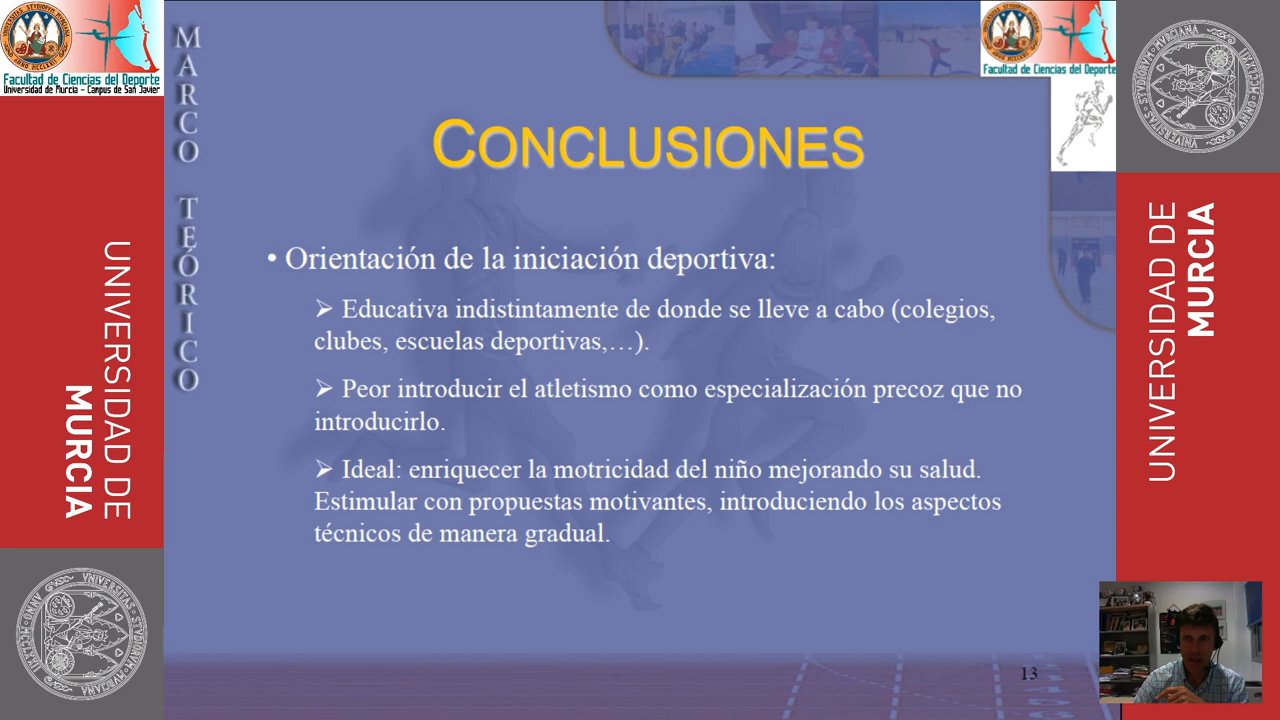 Facultad de Ciencias del Deporte
Universidad de Murcia - Campus de San Javier
MARCO TEÓRICO
Facultad de Ciencias del Deporte
CONCLUSIONES
• Orientación de la iniciación deportiva:
➢ Educativa indistintamente de donde se lleve a cabo (colegios,
clubes, escuelas deportivas,…).
➢ Peor introducir el atletismo como especialización precoz que no
introducirlo.
➢ Ideal: enriquecer la motricidad del niño mejorando su salud.
Estimular con propuestas motivantes, introduciendo los aspectos
técnicos de manera gradual.
13
UNIVERSIDAD DE
MURCIA
UNIVERSIDAD DE
MURCIA